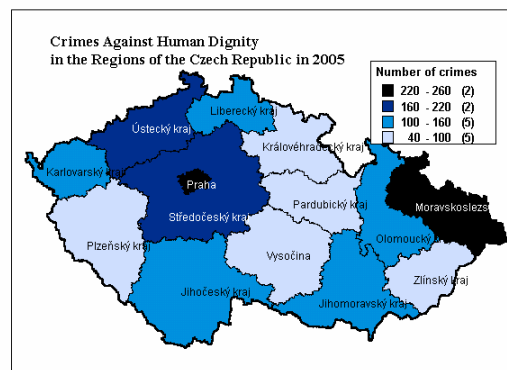 Crimes Against Human Dignity
in the Regions of the Czech Republic in 2005
Number of crimes
220 - 260 (2)
160 - 220 (2)
100 - 160 (5)
40 - 100 (5)
Liberecký kraj
Ústecký kraj
Královéhradecký kraj
Karlovarský kraj
Praha
Moravskoslezs
Pardubický kraj
Středočeský kraj
Olomoucký
Plzeňský kraj
Vysočina
Zlínský kraj
Jihočeský kraj
Jihomoravský kraj